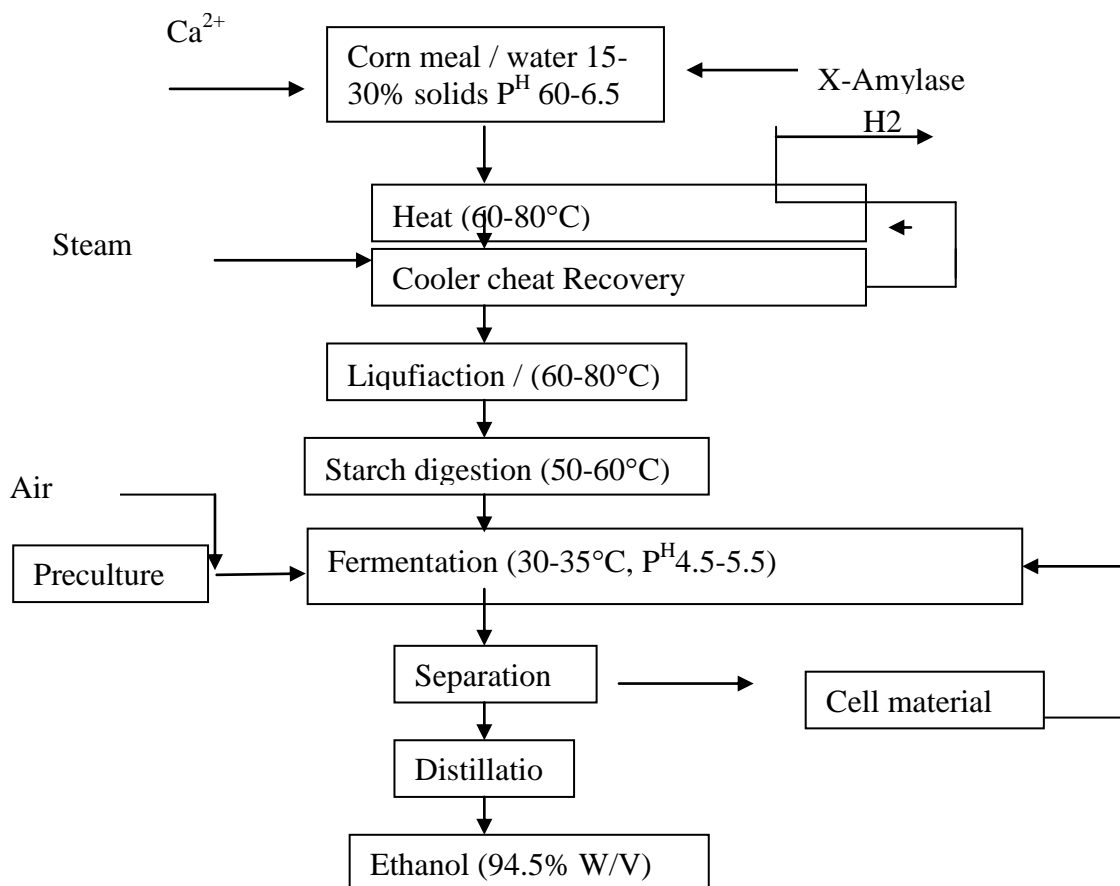 Ca²⁺
Corn meal / water 15-
30% solids Pᴴ 60-6.5
X-Amylase
H2
Heat (60-80°C)
Steam
Cooler cheat Recovery
Liqufiaction / (60-80°C)
Starch digestion (50-60°C)
Air
Preculture
Fermentation (30-35°C, Pᴴ4.5-5.5)
Separation
Cell material
Distillatio
Ethanol (94.5% W/V)